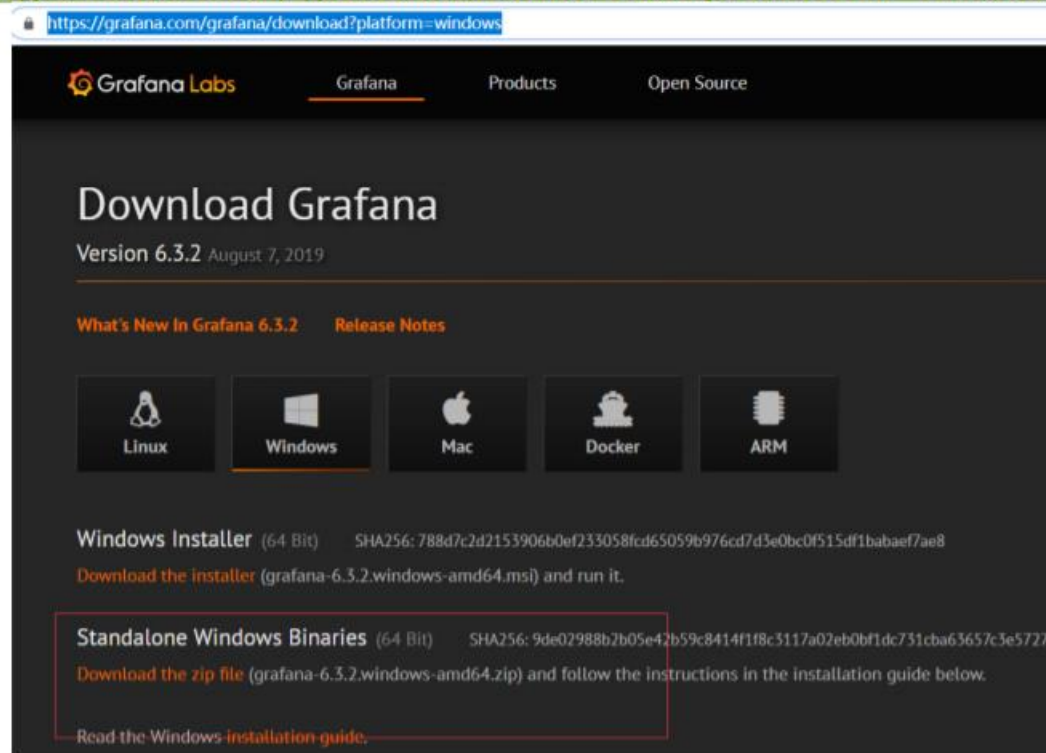 https://grafana.com/grafana/download?platform=windows
Grafana Labs Grafana Products Open Source
Download Grafana
Version 6.3.2 August 7, 2019
What's New In Grafana 6.3.2 Release Notes
Linux Windows Mac Docker ARM
Windows Installer (64 Bit) SHA256: 788d7c2d2153906b0ef233058fcd65059b976cd7d3e0bc0f515df1babaef7ae8
Download the installer (grafana-6.3.2.windows-amd64.msi) and run it.
Standalone Windows Binaries (64 Bit) SHA256: 9de02988b2b05e42b59c8414f1f8c3117a02eb0bf1dc731cba63657c3e5727
Download the zip file (grafana-6.3.2.windows-amd64.zip) and follow the instructions in the installation guide below.
Read the Windows installation guide.